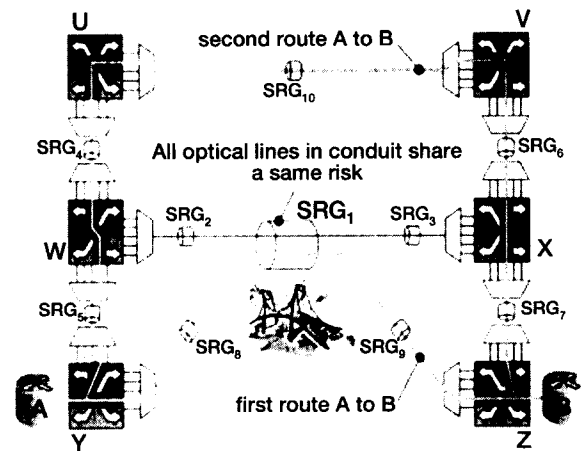 U
V
second route A to B
SRG10
SRG4
SRG6
All optical lines in conduit share
a same risk
SRG2
SRG1
SRG3
W
X
SRG5
SRG7
SRG8
SRG9
A
first route A to B
Y
Z